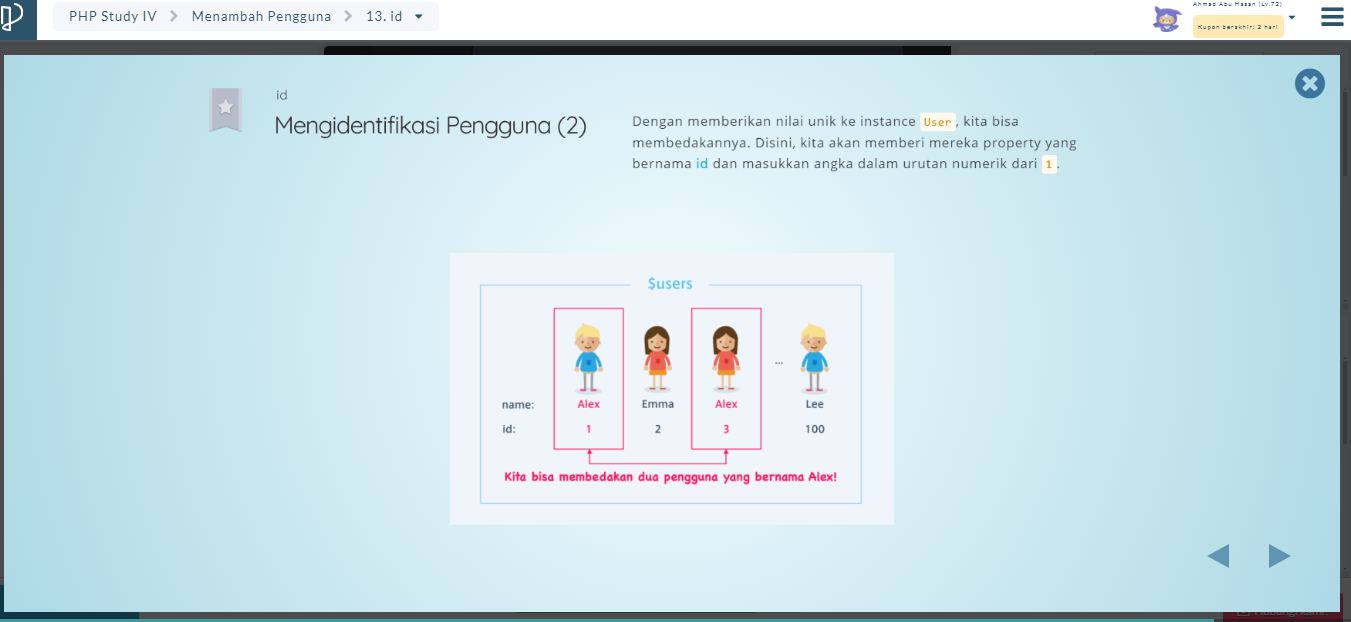 PHP Study IV
Menambah Pengguna
13. id
Ahmad Abu Hasan (Lv.72)
Kupon berakhir: 2 hari
id
Mengidentifikasi Pengguna (2)
Dengan memberikan nilai unik ke instance User, kita bisa
membedakannya. Disini, kita akan memberi mereka property yang
bernama id dan masukkan angka dalam urutan numerik dari 1.
$users
...
name: Alex Emma Alex Lee
id: 1 2 3 100
Kita bisa membedakan dua pengguna yang bernama Alex!